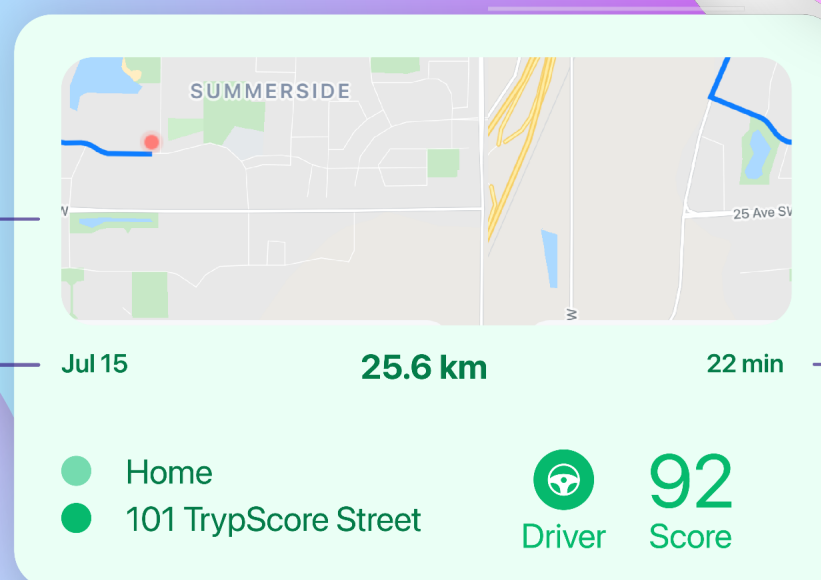 SUMMERSIDE
W
25 Ave SW
W
Jul 15
25.6 km
22 min
Home
101 TrypScore Street
Driver
92
Score